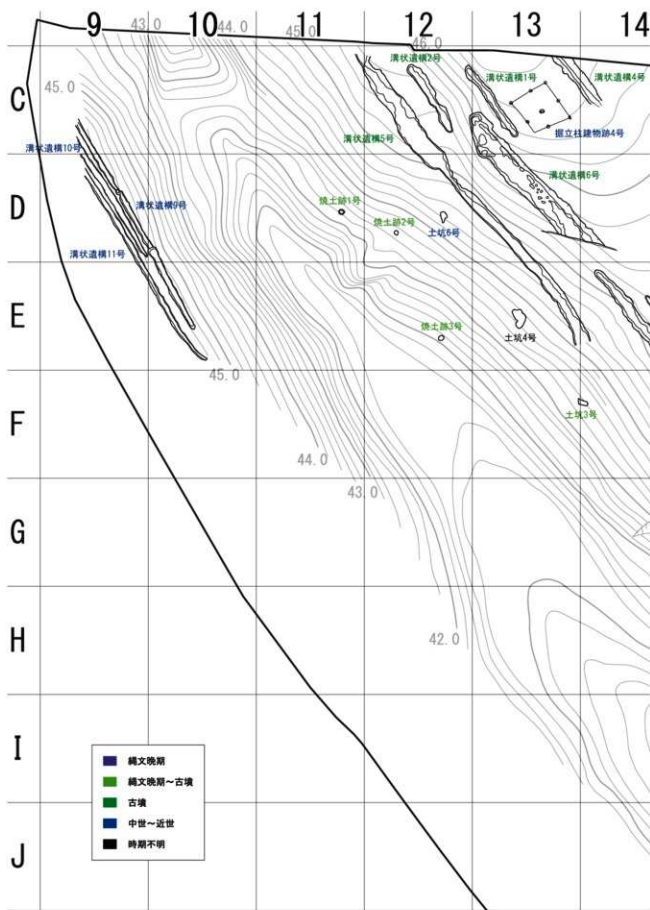 9 10 11 12 13 14
43.0 44.0 45.0 46.0
C
45.0
溝状遺構2号
溝状遺構1号
溝状遺構4号
掘立柱建物跡4号
溝状遺構5号
溝状遺構10号
溝状遺構6号
D
焼土跡1号
溝状遺構9号
焼土跡2号
土坑6号
溝状遺構11号
E
焼土跡3号
土坑4号
45.0
土坑3号
F
44.0
43.0
G
H
42.0
I
縄文晩期
縄文晩期～古墳
古墳
中世～近世
時期不明
J